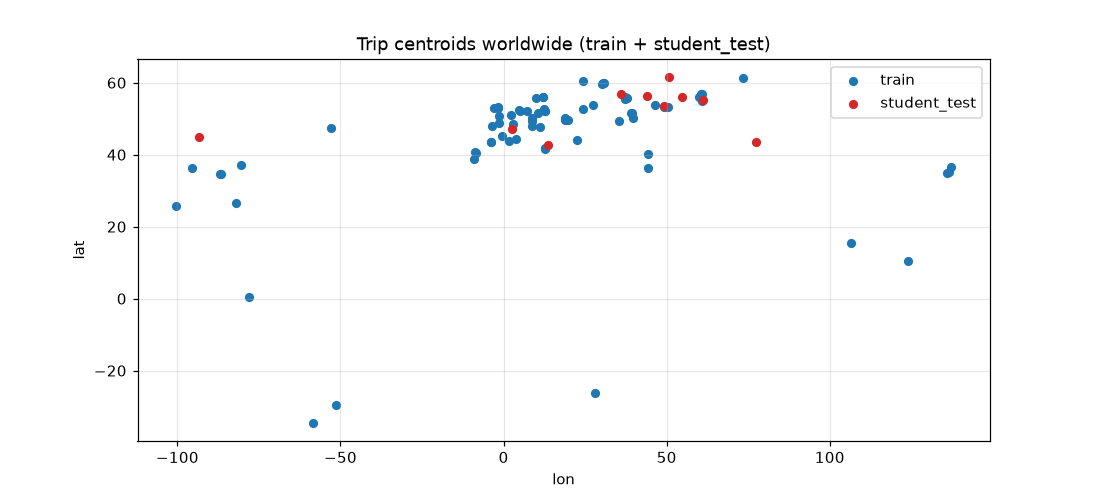 Trip centroids worldwide (train + student_test)
train
student_test
60
40
20
0
−20
lat
−100
−50
0
50
100
lon